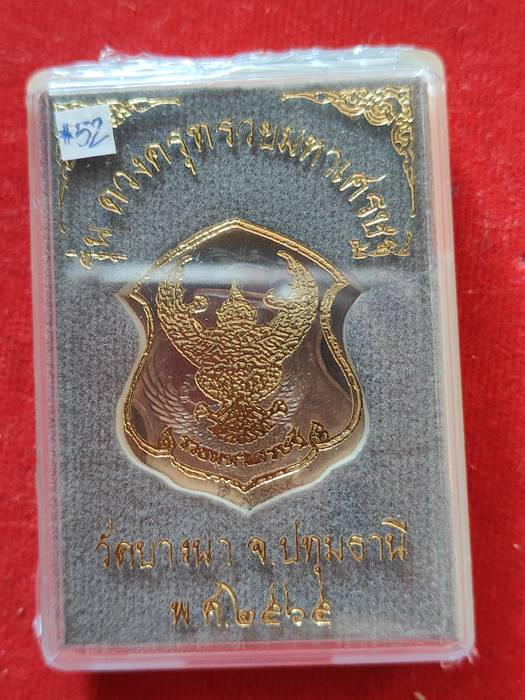 #52
รุ่น ดวงครุฑรวยมหาเศรษฐี
รวยมหาเศรษฐี
วัดบางนา จ.ปทุมธานี
พ.ศ.๒๕๖๕